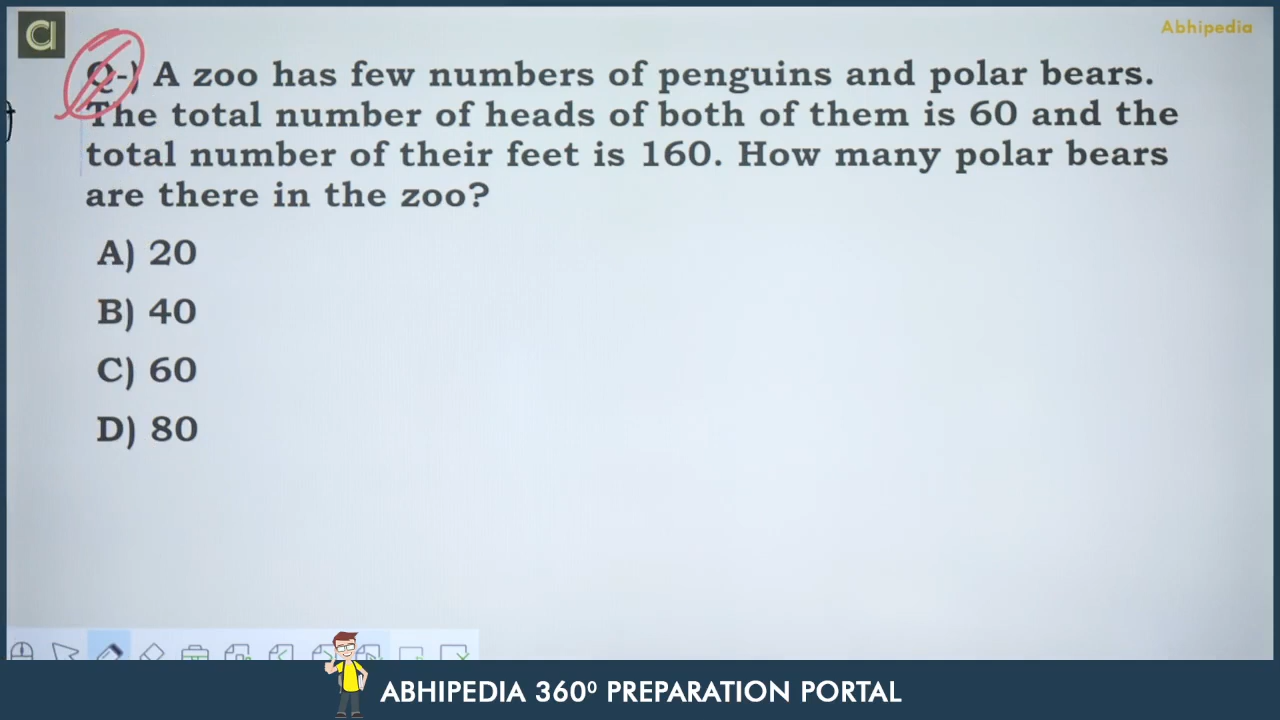 Abhipedia
Q-) A zoo has few numbers of penguins and polar bears.
The total number of heads of both of them is 60 and the
total number of their feet is 160. How many polar bears
are there in the zoo?
A) 20
B) 40
C) 60
D) 80
ABHIPEDIA 360⁰ PREPARATION PORTAL